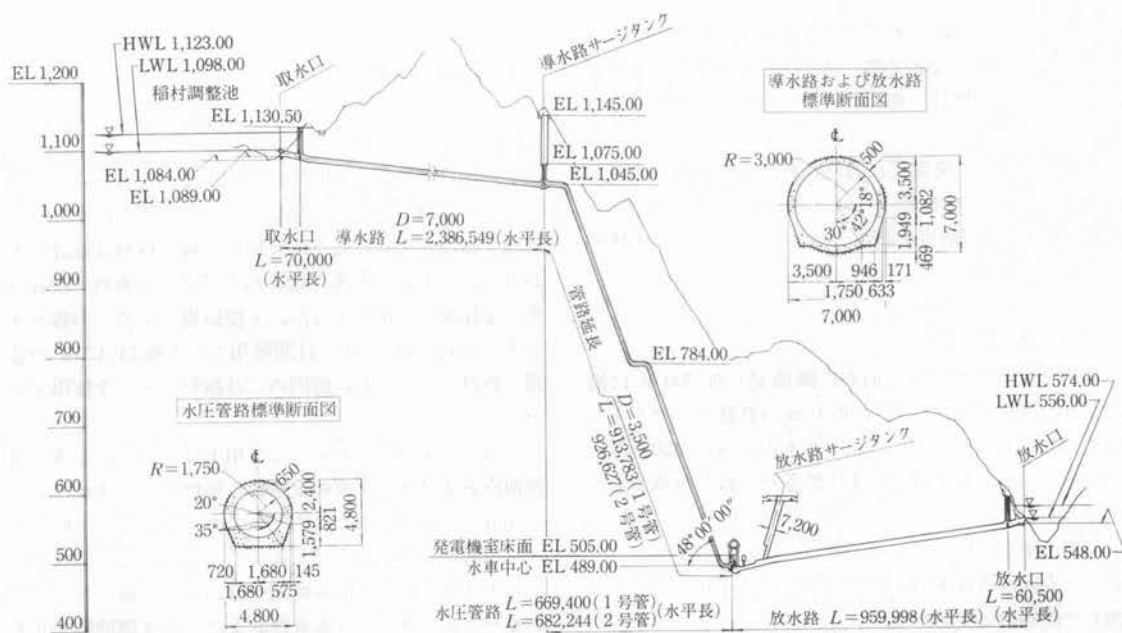 HWL 1,123.00
LWL 1,098.00
稲村調整池
EL 1,200
1,100
1,000
900
800
700
600
500
400
取水口
EL 1,130.50
EL 1,084.00
EL 1,089.00
導水路サージタンク
EL 1,145.00
EL 1,075.00
EL 1,045.00
D=7,000
取水口
L=70,000
(水平長)
導水路 L=2,386,549(水平長)
導水路および放水路
標準断面図
℄
R=3,000
500
3,500
1,082
7,000
1,949
469
18°
42°
30°
3,500 946 171
1,750 633
7,000
管路延長
EL 784.00
D=3,500
L=913,783(1号管)
926,627(2号管)
48°00′00″
水圧管路標準断面図
℄
R=1,750
650
20°
35°
2,400
821
1,579
4,800
720 1,680 145
1,680 575
4,800
放水路サージタンク
7,200
HWL 574.00
LWL 556.00
放水口
EL 548.00
発電機室床面 EL 505.00
水車中心 EL 489.00
水圧管路 L=669,400(1号管)
L=682,244(2号管)
(水平長)
放水路 L=959,998(水平長)
放水口
L=60,500
(水平長)